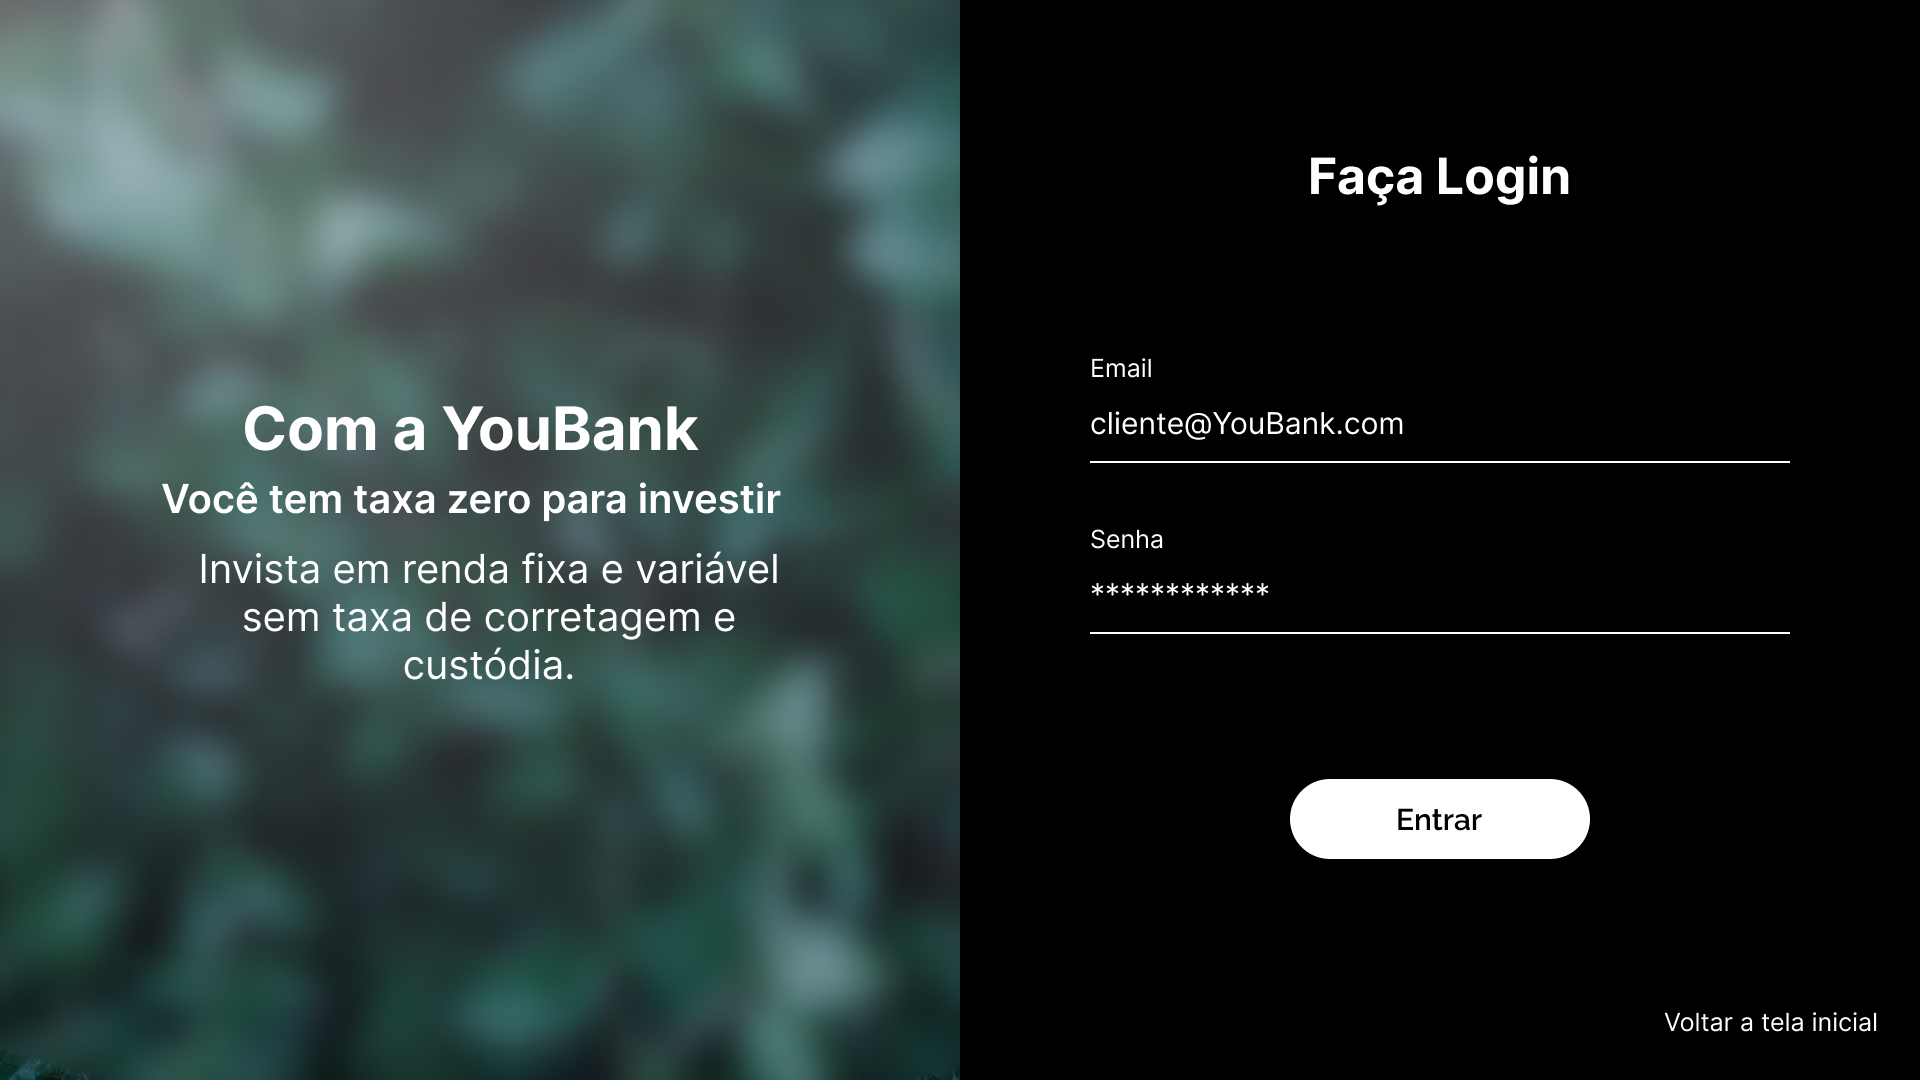 Com a YouBank
Você tem taxa zero para investir
Invista em renda fixa e variável
sem taxa de corretagem e
custódia.
Faça Login
Email
cliente@YouBank.com
Senha
************
Entrar
Voltar a tela inicial